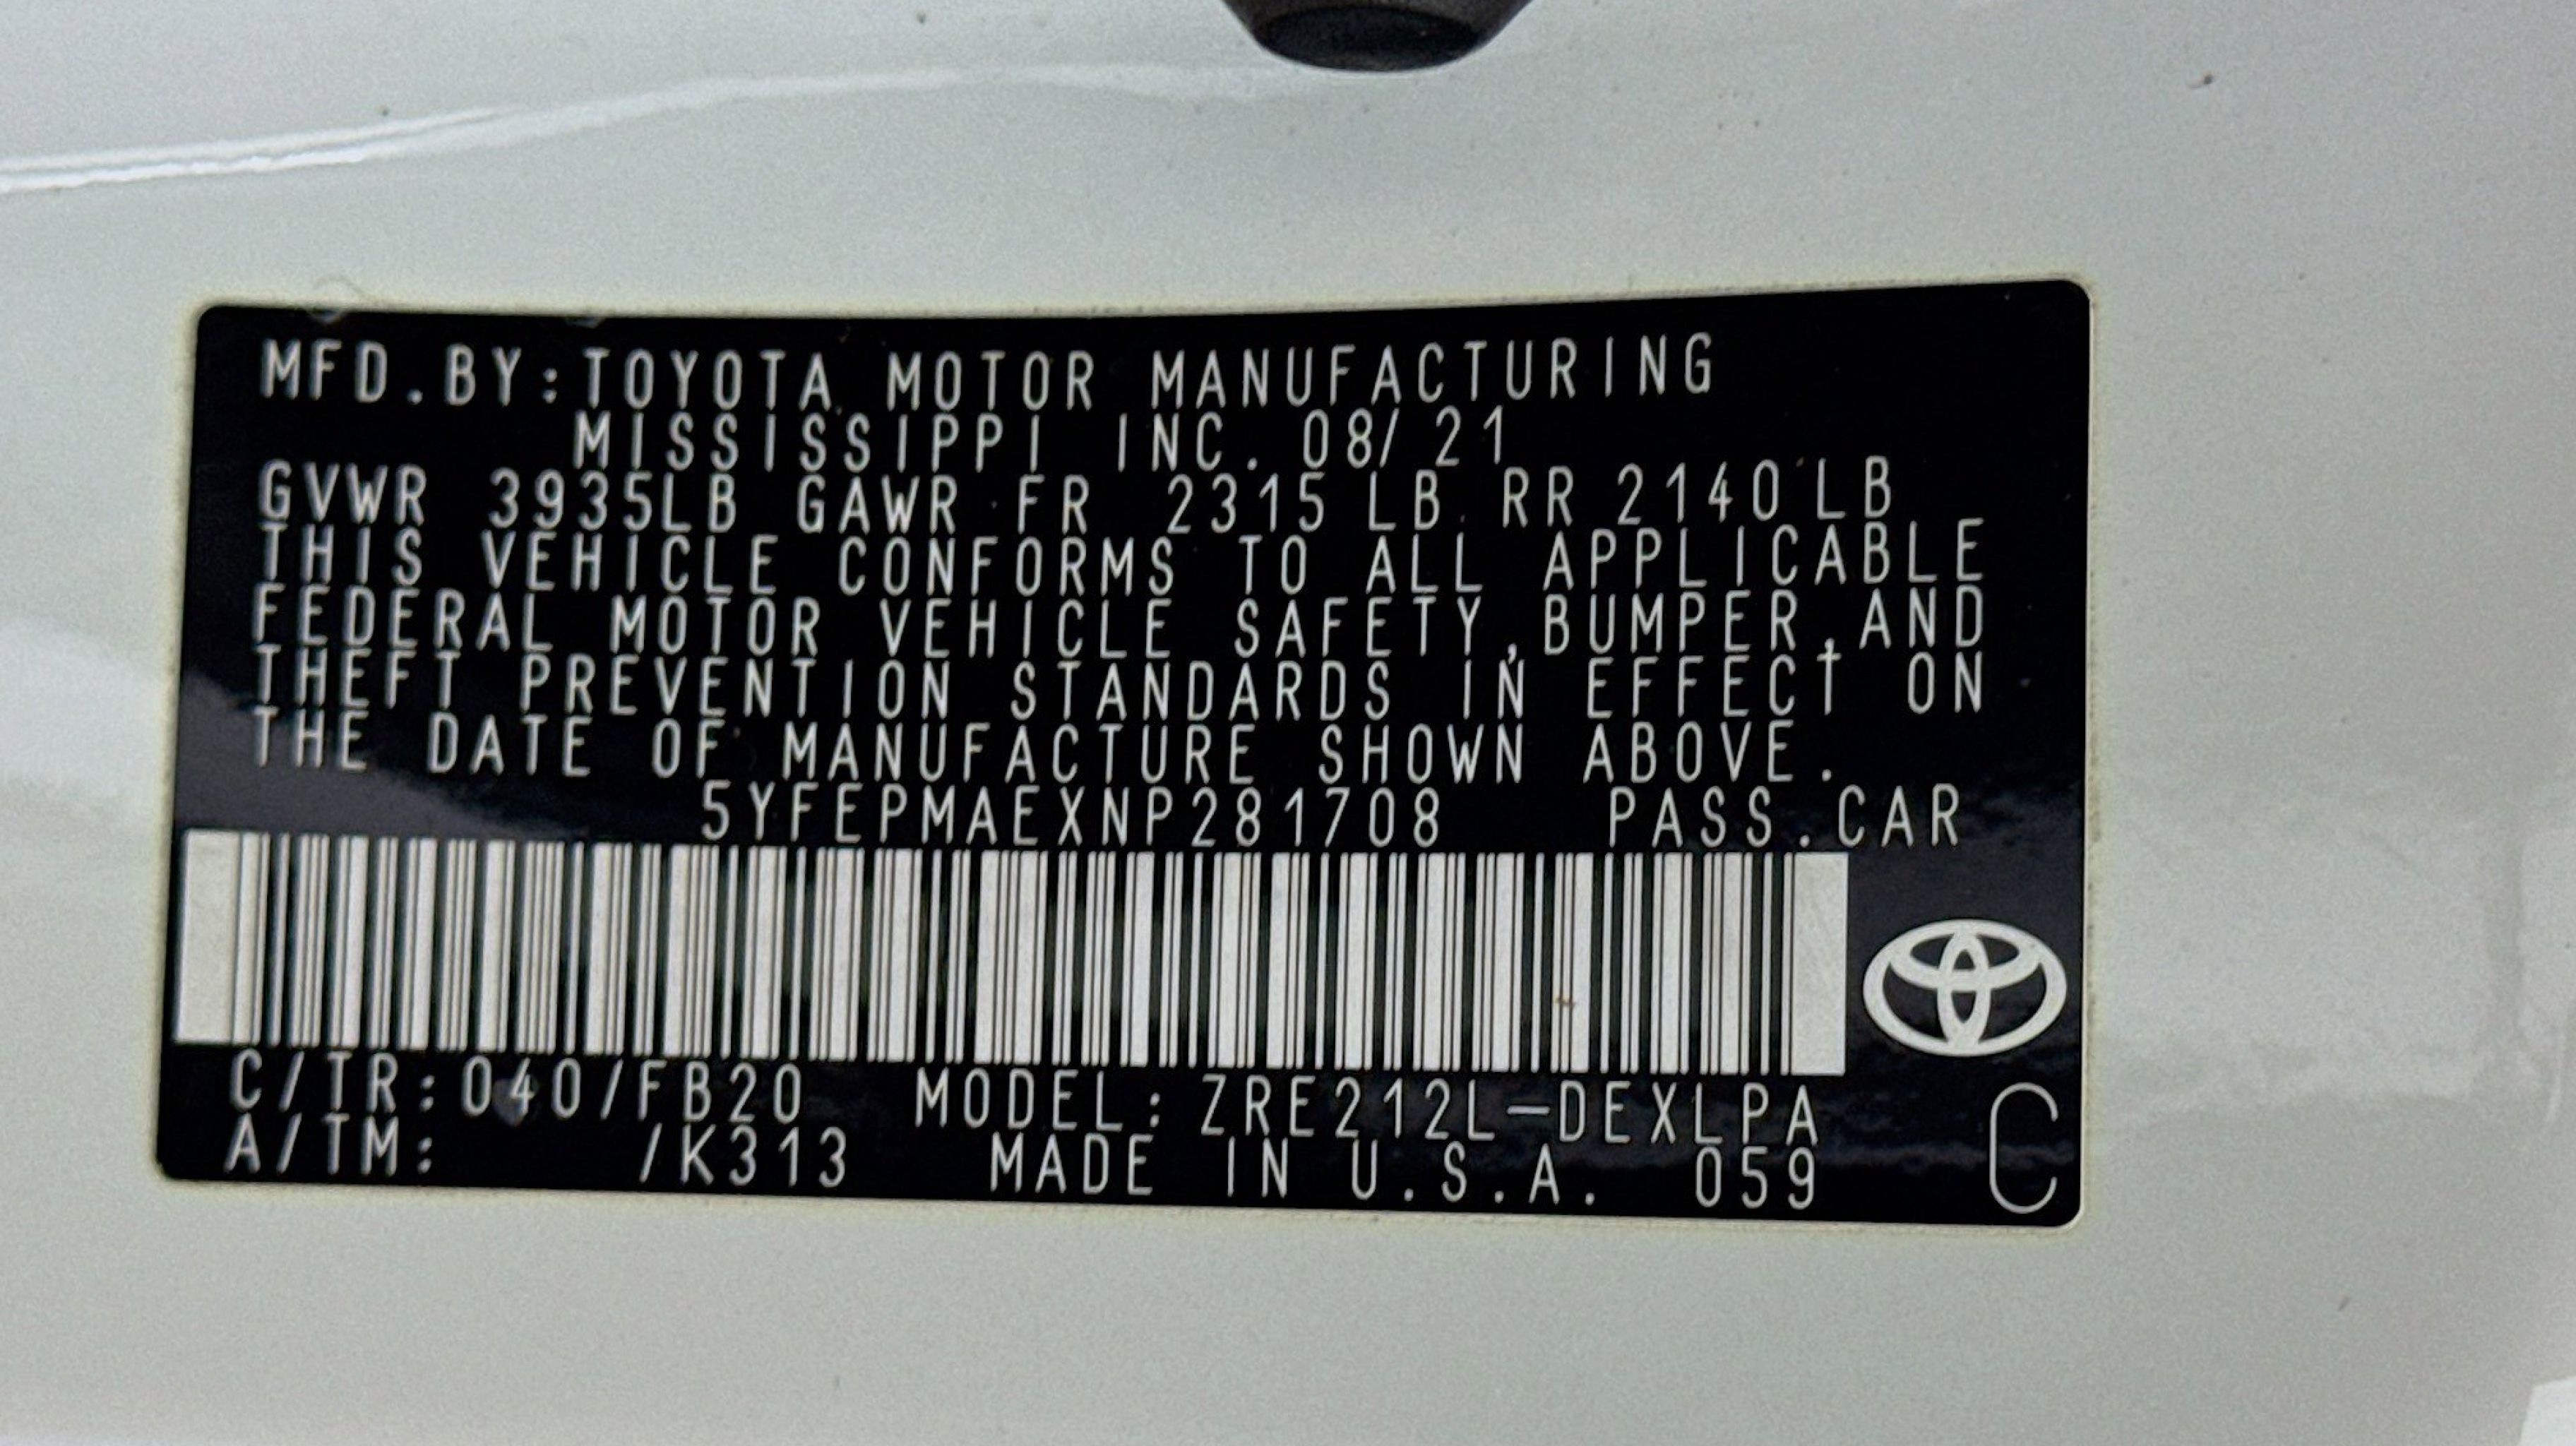 MFD.BY:TOYOTA MOTOR MANUFACTURING
MISSISSIPPI INC. 08/21
GVWR 3935LB GAWR FR 2315 LB RR 2140 LB
THIS VEHICLE CONFORMS TO ALL APPLICABLE
FEDERAL MOTOR VEHICLE SAFETY,BUMPER,AND
THEFT PREVENTION STANDARDS IN EFFECT ON
THE DATE OF MANUFACTURE SHOWN ABOVE.
5YFEPMAEXNP281708 PASS.CAR
C/TR:040/FB20 MODEL:ZRE212L-DEXLPA
A/TM: /K313 MADE IN U.S.A. 059 C